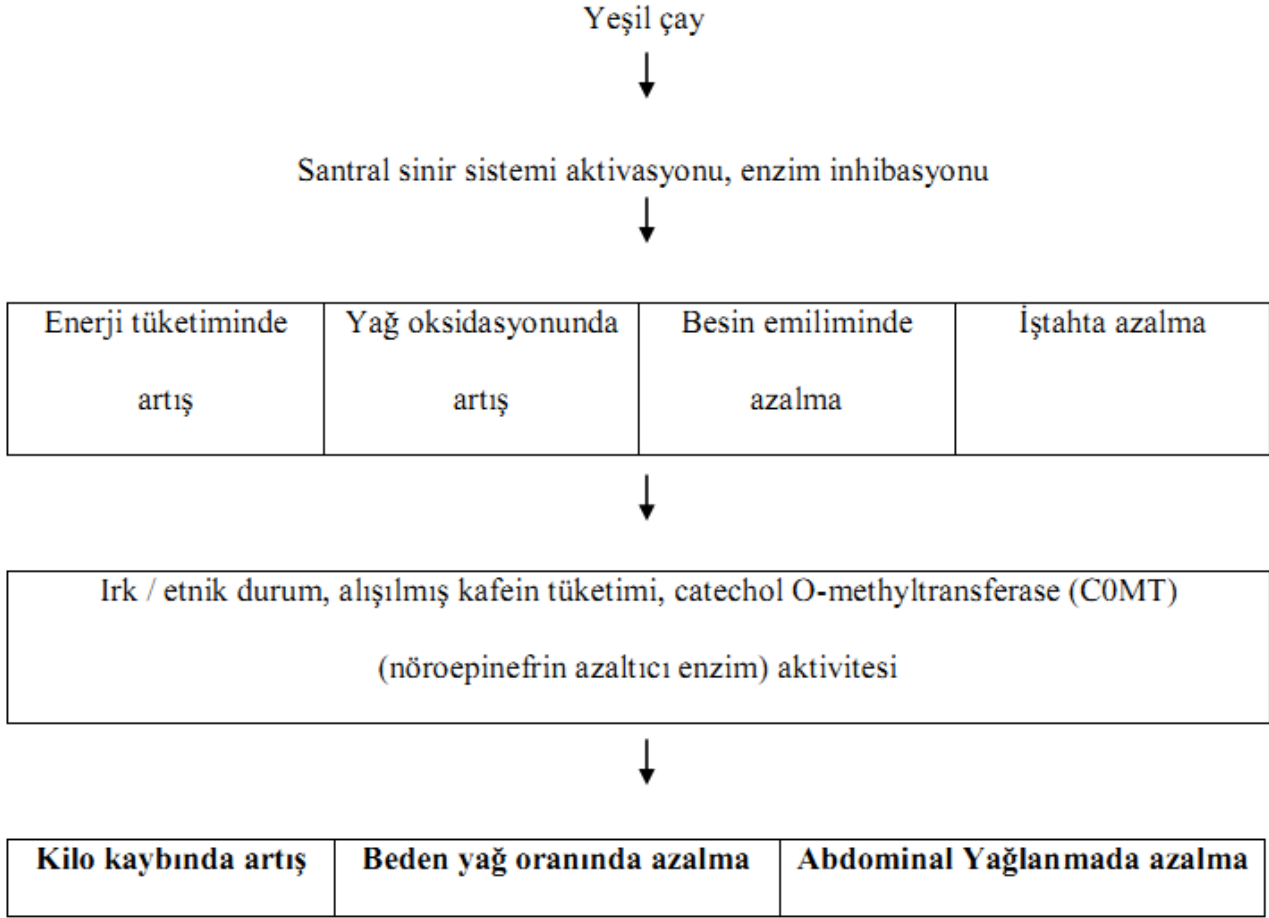 Yeşil çay
Santral sinir sistemi aktivasyonu, enzim inhibasyonu
Enerji tüketiminde
artış
Yağ oksidasyonunda
artış
Besin emiliminde
azalma
İştahta azalma
Irk / etnik durum, alışılmış kafein tüketimi, catechol O-methyltransferase (C0MT)
(nöroepinefrin azaltıcı enzim) aktivitesi
Kilo kaybında artış
Beden yağ oranında azalma
Abdominal Yağlanmada azalma